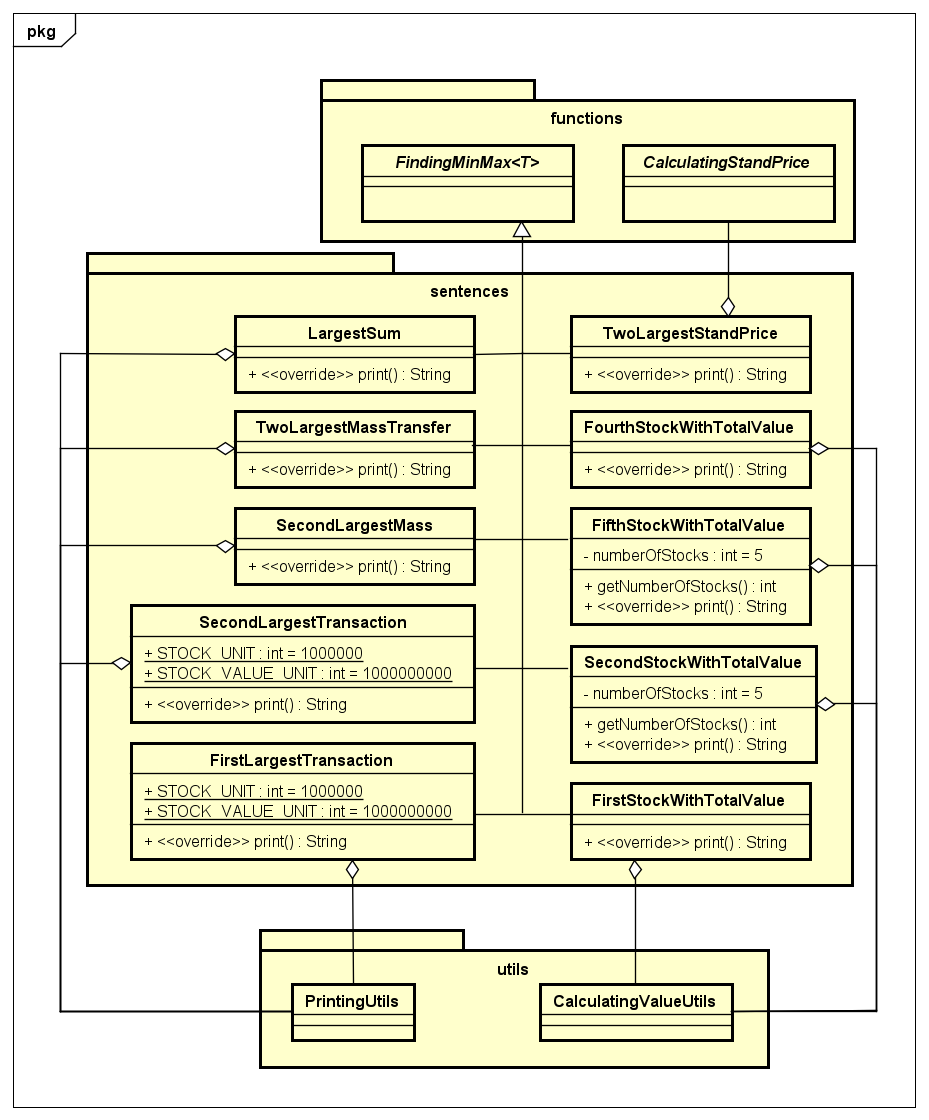 pkg
functions
FindingMinMax<T>
CalculatingStandPrice
sentences
LargestSum
+ <<override>> print() : String
TwoLargestStandPrice
+ <<override>> print() : String
TwoLargestMassTransfer
+ <<override>> print() : String
FourthStockWithTotalValue
+ <<override>> print() : String
SecondLargestMass
+ <<override>> print() : String
FifthStockWithTotalValue
- numberOfStocks : int = 5
+ getNumberOfStocks() : int
+ <<override>> print() : String
SecondLargestTransaction
+ STOCK_UNIT : int = 1000000
+ STOCK_VALUE_UNIT : int = 1000000000
+ <<override>> print() : String
SecondStockWithTotalValue
- numberOfStocks : int = 5
+ getNumberOfStocks() : int
+ <<override>> print() : String
FirstLargestTransaction
+ STOCK_UNIT : int = 1000000
+ STOCK_VALUE_UNIT : int = 1000000000
+ <<override>> print() : String
FirstStockWithTotalValue
+ <<override>> print() : String
utils
PrintingUtils
CalculatingValueUtils